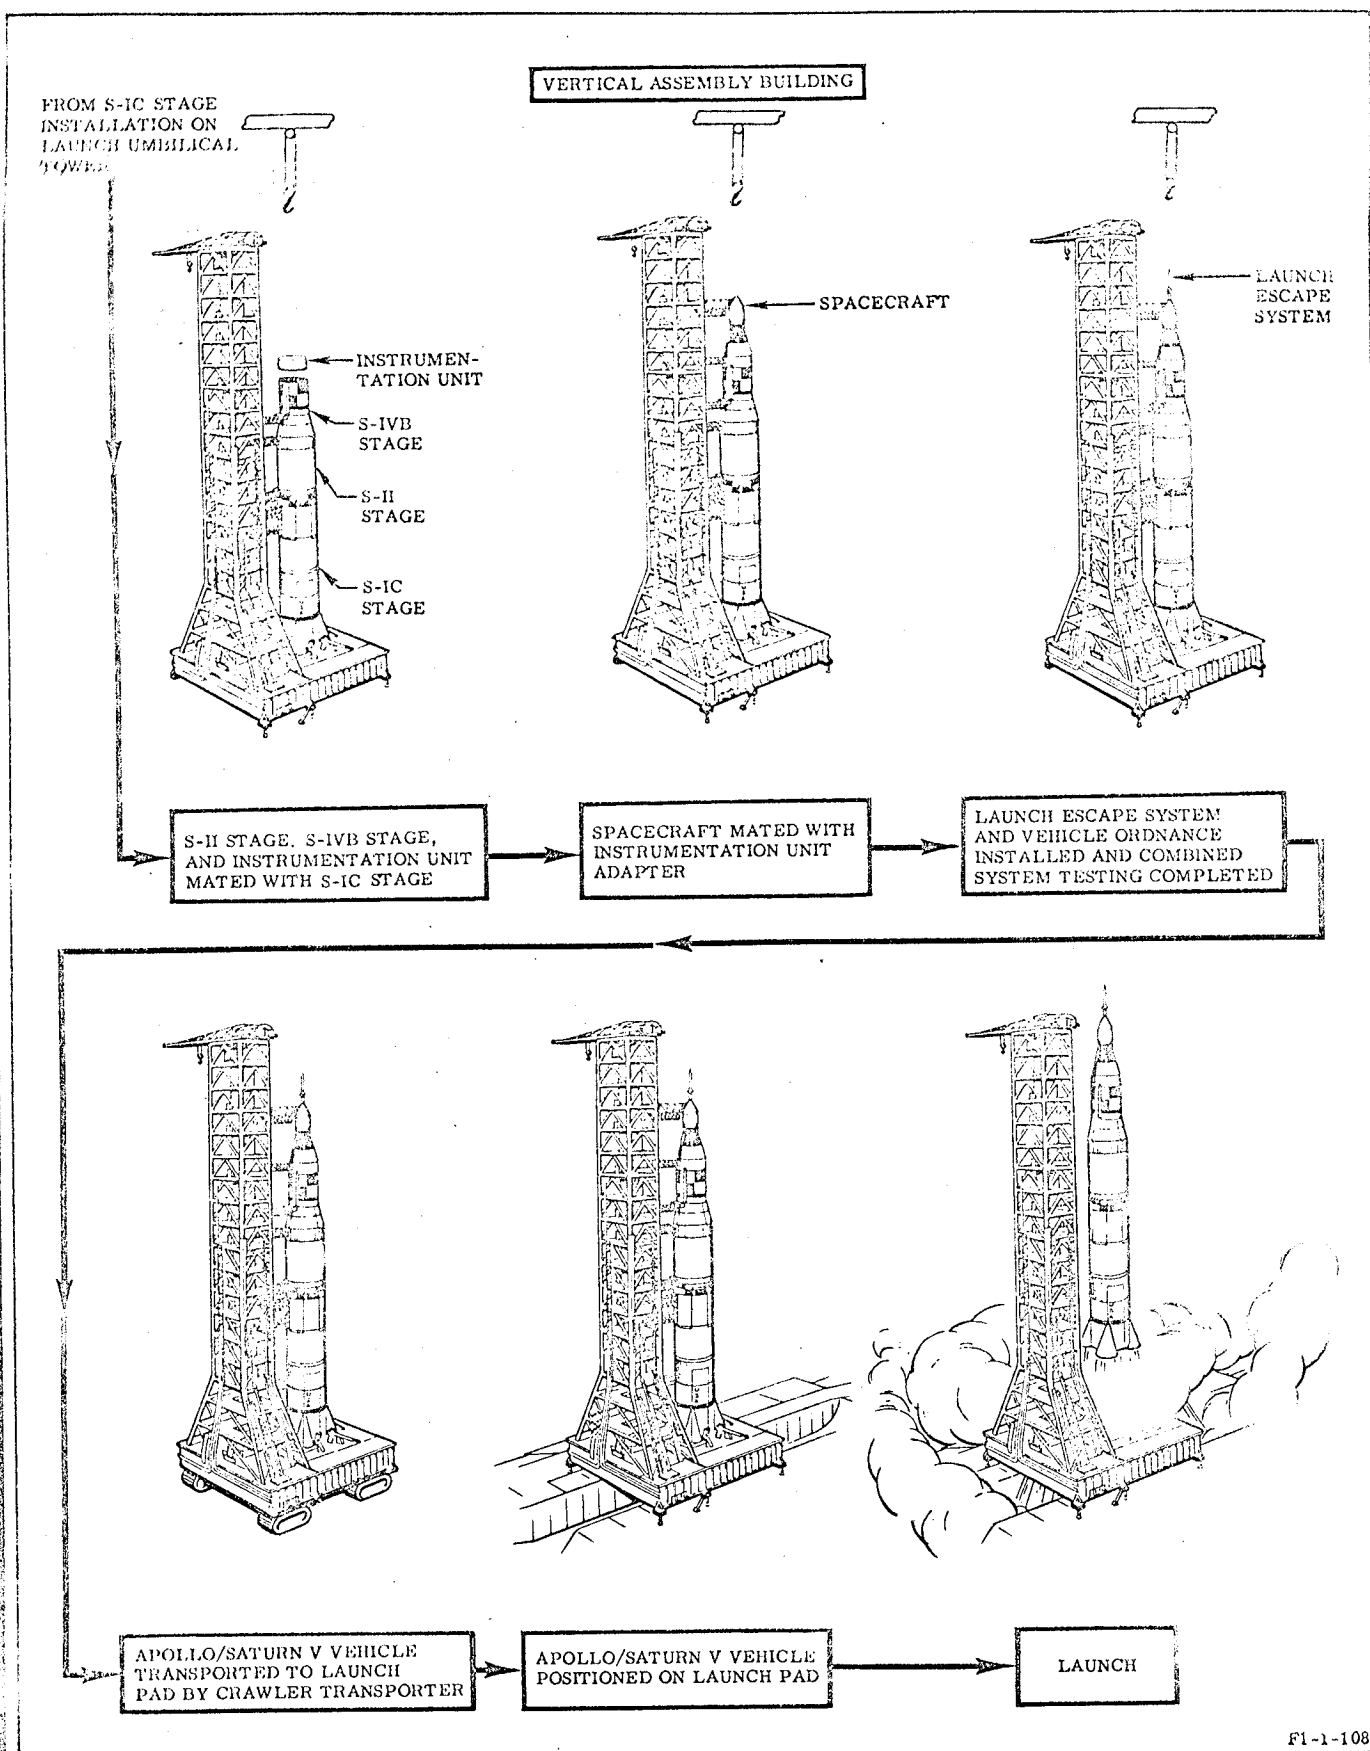 VERTICAL ASSEMBLY BUILDING
FROM S-IC STAGE
INSTALLATION ON
LAUNCH UMBILICAL
TOWER
SPACECRAFT
LAUNCH
ESCAPE
SYSTEM
INSTRUMEN-
TATION UNIT
S-IVB
STAGE
S-II
STAGE
S-IC
STAGE
S-II STAGE, S-IVB STAGE,
AND INSTRUMENTATION UNIT
MATED WITH S-IC STAGE
SPACECRAFT MATED WITH
INSTRUMENTATION UNIT
ADAPTER
LAUNCH ESCAPE SYSTEM
AND VEHICLE ORDNANCE
INSTALLED AND COMBINED
SYSTEM TESTING COMPLETED
APOLLO/SATURN V VEHICLE
TRANSPORTED TO LAUNCH
PAD BY CRAWLER TRANSPORTER
APOLLO/SATURN V VEHICLE
POSITIONED ON LAUNCH PAD
LAUNCH
F1-1-108